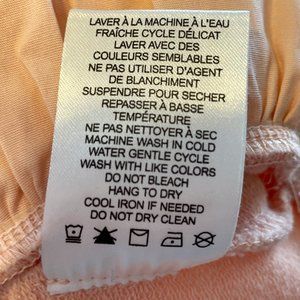 LAVER À LA MACHINE À L'EAU
FRAÎCHE CYCLE DÉLICAT
LAVER AVEC DES
COULEURS SEMBLABLES
NE PAS UTILISER D'AGENT
DE BLANCHIMENT
SUSPENDRE POUR SECHER
REPASSER À BASSE
TEMPÉRATURE
NE PAS NETTOYER À SEC
MACHINE WASH IN COLD
WATER GENTLE CYCLE
WASH WITH LIKE COLORS
DO NOT BLEACH
HANG TO DRY
COOL IRON IF NEEDED
DO NOT DRY CLEAN